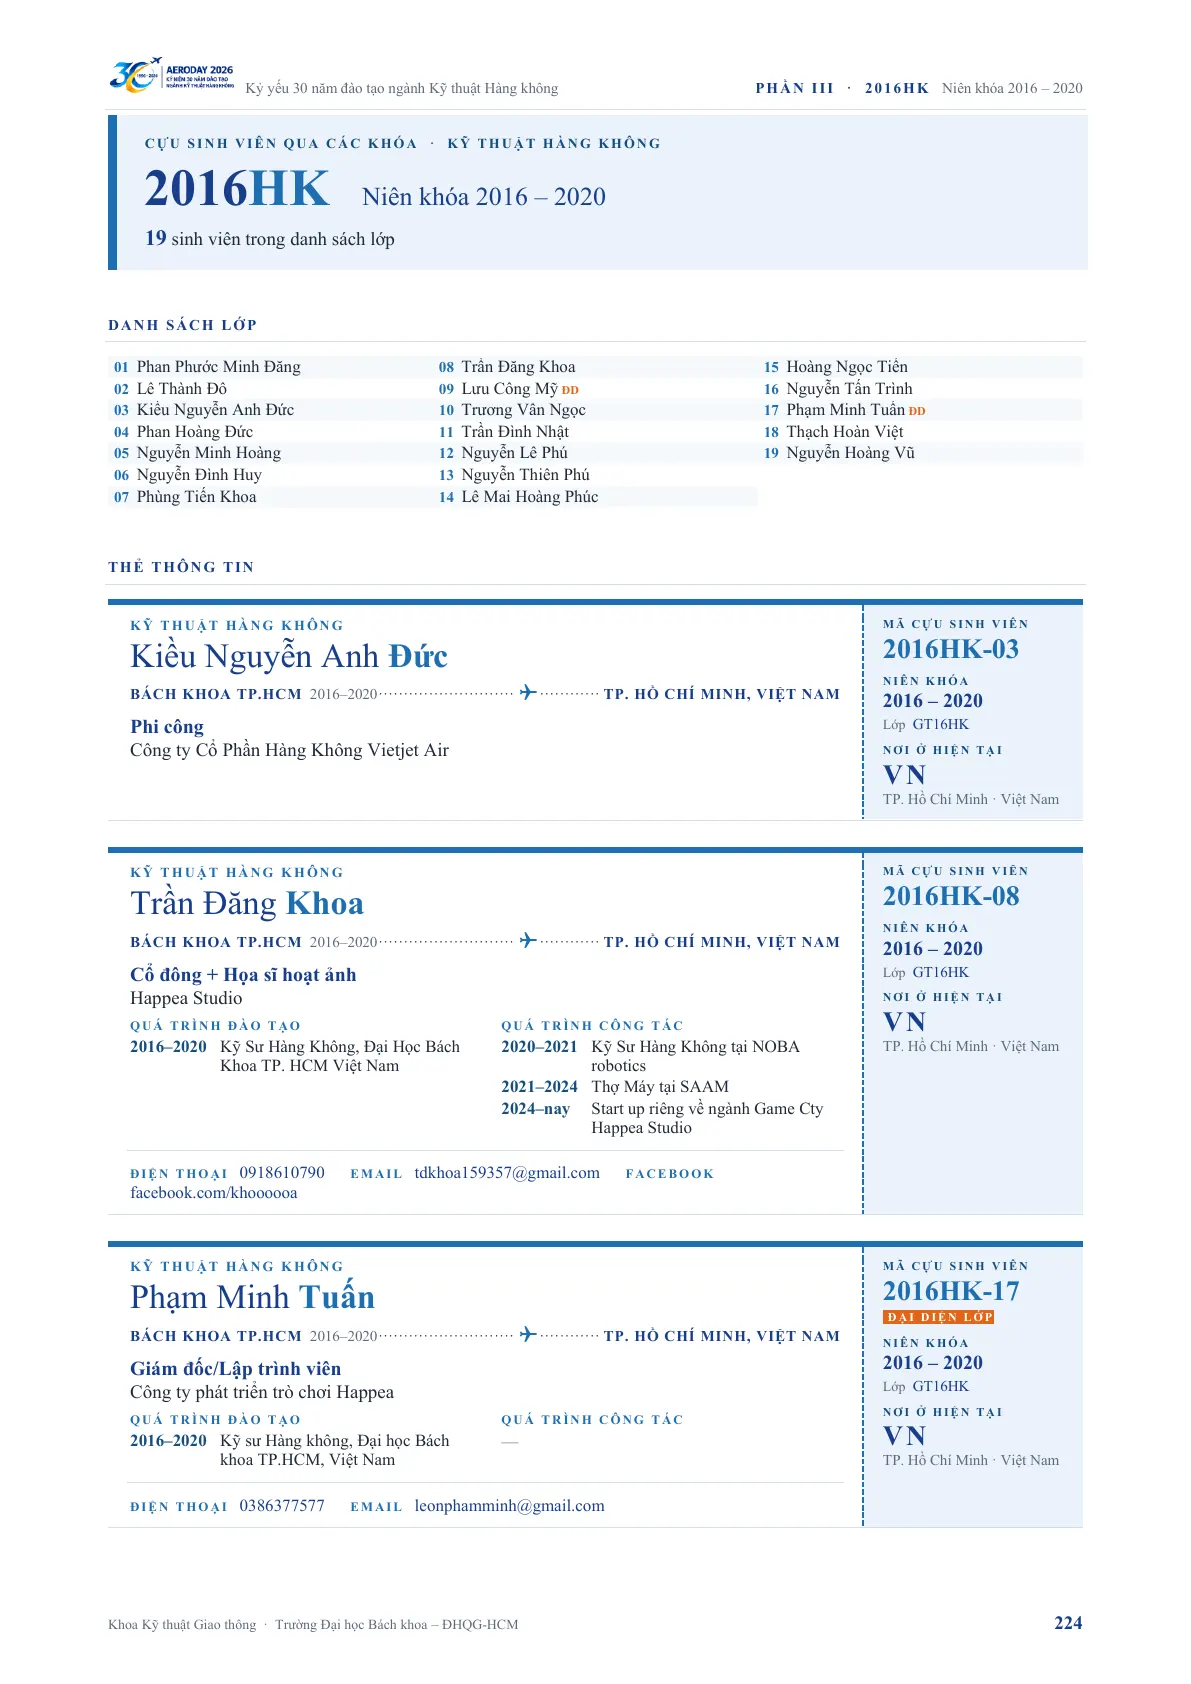 30
1996 - 2026
AERODAY 2026
KỶ NIỆM 30 NĂM ĐÀO TẠO
NGÀNH KỸ THUẬT HÀNG KHÔNG
Kỷ yếu 30 năm đào tạo ngành Kỹ thuật Hàng không
PHẦN III · 2016HK Niên khóa 2016 – 2020
CỰU SINH VIÊN QUA CÁC KHÓA · KỸ THUẬT HÀNG KHÔNG
2016HK Niên khóa 2016 – 2020
19 sinh viên trong danh sách lớp
DANH SÁCH LỚP
01 Phan Phước Minh Đăng
02 Lê Thành Đô
03 Kiều Nguyễn Anh Đức
04 Phan Hoàng Đức
05 Nguyễn Minh Hoàng
06 Nguyễn Đình Huy
07 Phùng Tiến Khoa
08 Trần Đăng Khoa
09 Lưu Công Mỹ ĐD
10 Trương Vân Ngọc
11 Trần Đình Nhật
12 Nguyễn Lê Phú
13 Nguyễn Thiên Phú
14 Lê Mai Hoàng Phúc
15 Hoàng Ngọc Tiến
16 Nguyễn Tấn Trình
17 Phạm Minh Tuấn ĐD
18 Thạch Hoàn Việt
19 Nguyễn Hoàng Vũ
THẺ THÔNG TIN
KỸ THUẬT HÀNG KHÔNG
Kiều Nguyễn Anh Đức
BÁCH KHOA TP.HCM 2016–2020 TP. HỒ CHÍ MINH, VIỆT NAM
Phi công
Công ty Cổ Phần Hàng Không Vietjet Air
MÃ CỰU SINH VIÊN
2016HK-03
NIÊN KHÓA
2016 – 2020
Lớp GT16HK
NƠI Ở HIỆN TẠI
VN
TP. Hồ Chí Minh · Việt Nam
KỸ THUẬT HÀNG KHÔNG
Trần Đăng Khoa
BÁCH KHOA TP.HCM 2016–2020 TP. HỒ CHÍ MINH, VIỆT NAM
Cổ đông + Họa sĩ hoạt ảnh
Happea Studio
QUÁ TRÌNH ĐÀO TẠO
2016–2020 Kỹ Sư Hàng Không, Đại Học Bách
Khoa TP. HCM Việt Nam
QUÁ TRÌNH CÔNG TÁC
2020–2021 Kỹ Sư Hàng Không tại NOBA
robotics
2021–2024 Thợ Máy tại SAAM
2024–nay Start up riêng về ngành Game Cty
Happea Studio
ĐIỆN THOẠI 0918610790 EMAIL tdkhoa159357@gmail.com FACEBOOK
facebook.com/khoooooa
MÃ CỰU SINH VIÊN
2016HK-08
NIÊN KHÓA
2016 – 2020
Lớp GT16HK
NƠI Ở HIỆN TẠI
VN
TP. Hồ Chí Minh · Việt Nam
KỸ THUẬT HÀNG KHÔNG
Phạm Minh Tuấn
BÁCH KHOA TP.HCM 2016–2020 TP. HỒ CHÍ MINH, VIỆT NAM
Giám đốc/Lập trình viên
Công ty phát triển trò chơi Happea
QUÁ TRÌNH ĐÀO TẠO
2016–2020 Kỹ sư Hàng không, Đại học Bách
khoa TP.HCM, Việt Nam
QUÁ TRÌNH CÔNG TÁC
—
ĐIỆN THOẠI 0386377577 EMAIL leonphamminh@gmail.com
MÃ CỰU SINH VIÊN
2016HK-17
ĐẠI DIỆN LỚP
NIÊN KHÓA
2016 – 2020
Lớp GT16HK
NƠI Ở HIỆN TẠI
VN
TP. Hồ Chí Minh · Việt Nam
Khoa Kỹ thuật Giao thông · Trường Đại học Bách khoa – ĐHQG-HCM
224